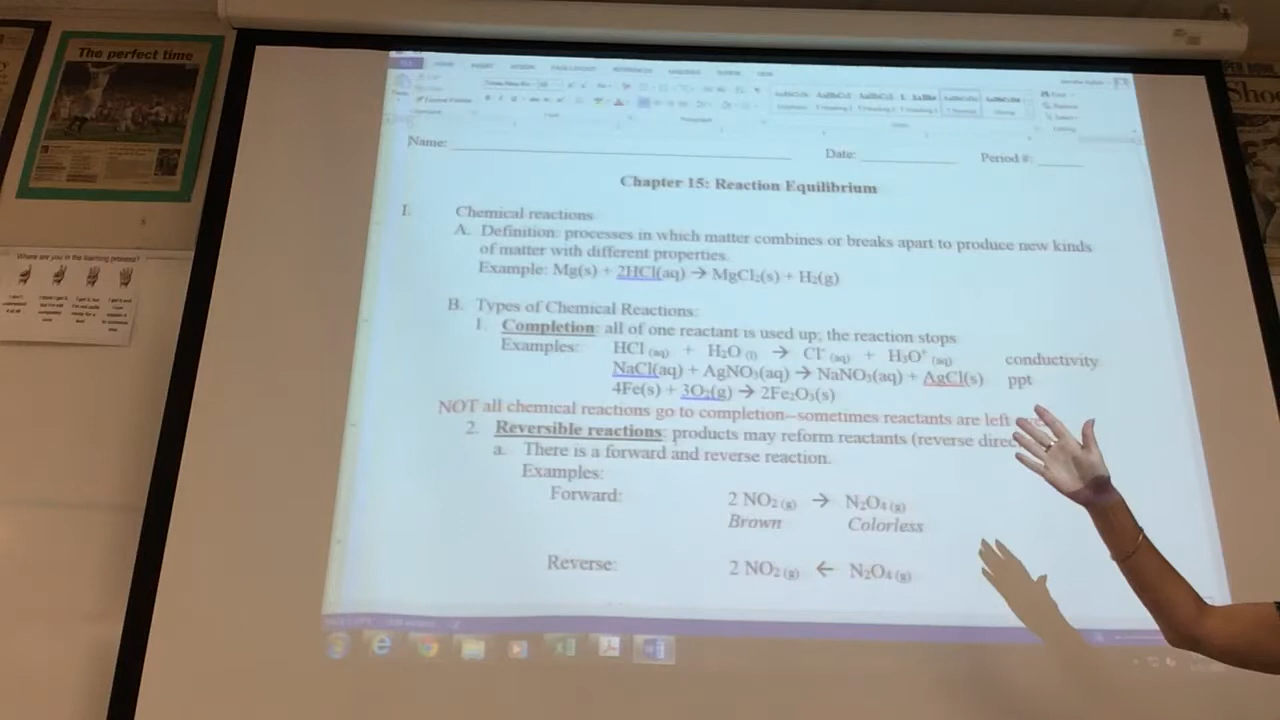 The perfect time
Where are you in the learning process?
Name: Date: Period #:
Chapter 15: Reaction Equilibrium
I. Chemical reactions
A. Definition: processes in which matter combines or breaks apart to produce new kinds
of matter with different properties.
Example: Mg(s) + 2HCl(aq) → MgCl₂(s) + H₂(g)
B. Types of Chemical Reactions:
1. Completion: all of one reactant is used up; the reaction stops
Examples: HCl (aq) + H₂O (l) → Cl⁻ (aq) + H₃O⁺ (aq) conductivity
NaCl(aq) + AgNO₃(aq) → NaNO₃(aq) + AgCl(s) ppt
4Fe(s) + 3O₂(g) → 2Fe₂O₃(s)
NOT all chemical reactions go to completion--sometimes reactants are left
2. Reversible reactions: products may reform reactants (reverse direc
a. There is a forward and reverse reaction.
Examples:
Forward: 2 NO₂ (g) → N₂O₄ (g)
Brown Colorless
Reverse: 2 NO₂ (g) ← N₂O₄ (g)